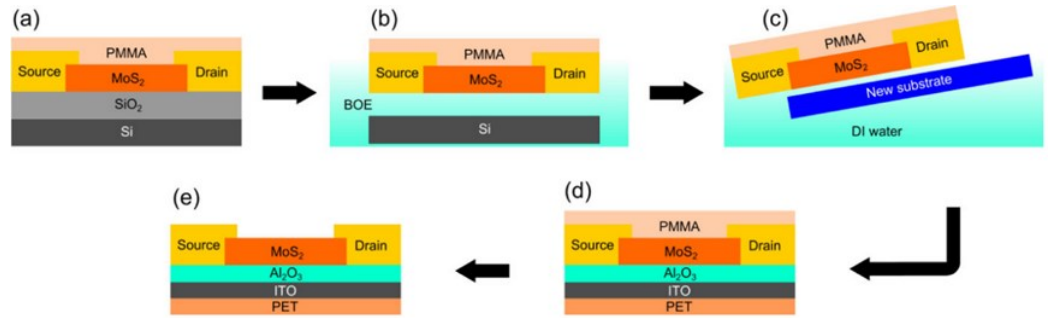 (a)
PMMA
Source MoS₂ Drain
SiO₂
Si
(b)
PMMA
Source MoS₂ Drain
BOE
Si
(c)
PMMA
Source MoS₂ Drain
New substrate
DI water
(d)
PMMA
Source MoS₂ Drain
Al₂O₃
ITO
PET
(e)
Source MoS₂ Drain
Al₂O₃
ITO
PET